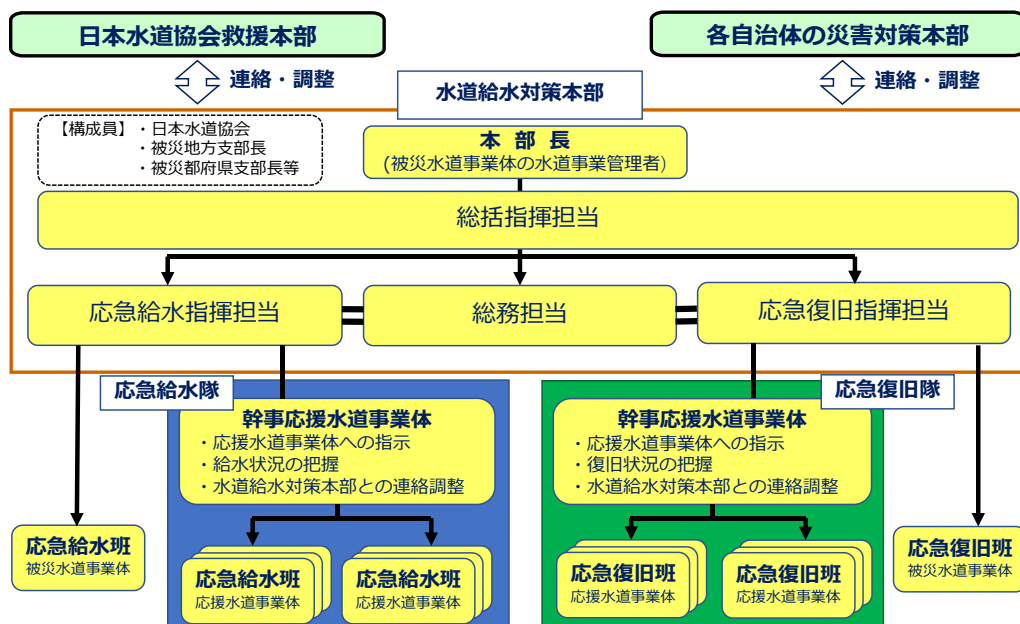 日本水道協会救援本部
各自治体の災害対策本部
連絡・調整
連絡・調整
水道給水対策本部
【構成員】・日本水道協会
・被災地方支部長
・被災都府県支部長等
本 部 長
(被災水道事業体の水道事業管理者)
総括指揮担当
応急給水指揮担当
総務担当
応急復旧指揮担当
応急給水隊
応急復旧隊
幹事応援水道事業体
・応援水道事業体への指示
・給水状況の把握
・水道給水対策本部との連絡調整
幹事応援水道事業体
・応援水道事業体への指示
・復旧状況の把握
・水道給水対策本部との連絡調整
応急給水班
被災水道事業体
応急給水班
応援水道事業体
応急給水班
応援水道事業体
応急復旧班
応援水道事業体
応急復旧班
応援水道事業体
応急復旧班
被災水道事業体